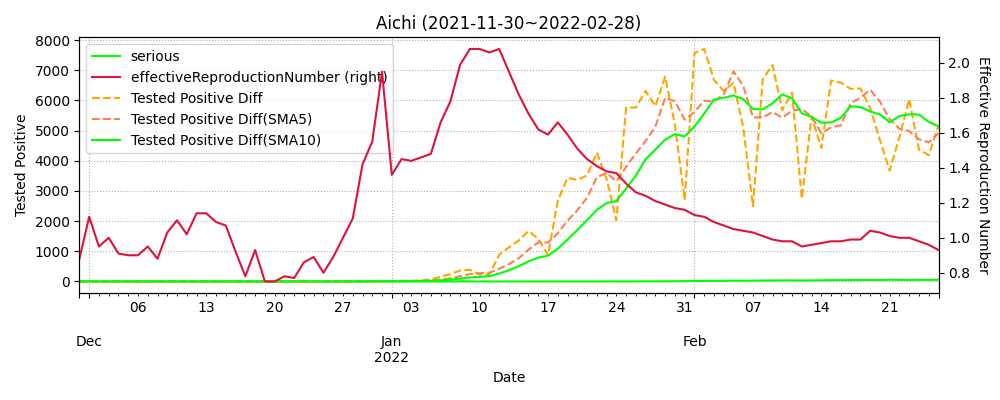 Aichi (2021-11-30~2022-02-28)
serious
effectiveReproductionNumber (right)
Tested Positive Diff
Tested Positive Diff(SMA5)
Tested Positive Diff(SMA10)
Tested Positive
8000
7000
6000
5000
4000
3000
2000
1000
0
2.0
1.8
1.6
1.4
1.2
1.0
0.8
Effective Reproduction Number
06 13 20 27 03 10 17 24 31 07 14 21
Dec Jan Feb
2022
Date